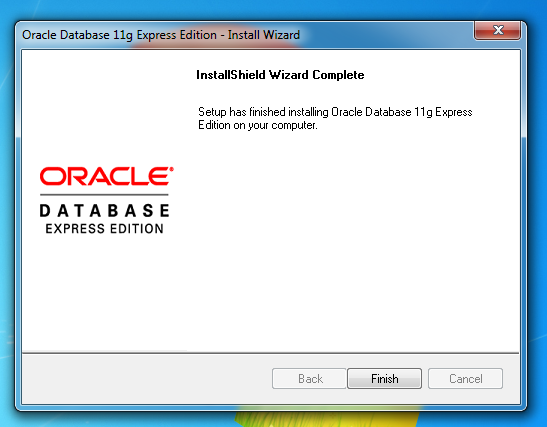 Oracle Database 11g Express Edition - Install Wizard
InstallShield Wizard Complete
Setup has finished installing Oracle Database 11g Express
Edition on your computer.
ORACLE®
DATABASE
EXPRESS EDITION
Back
Finish
Cancel